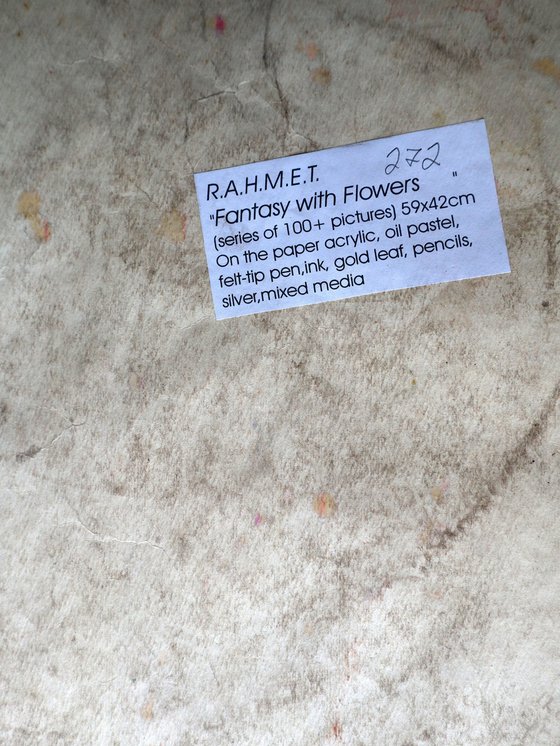 R.A.H.M.E.T. 272
"Fantasy with Flowers "
(series of 100+ pictures) 59x42cm
On the paper acrylic, oil pastel,
felt-tip pen,ink, gold leaf, pencils,
silver,mixed media